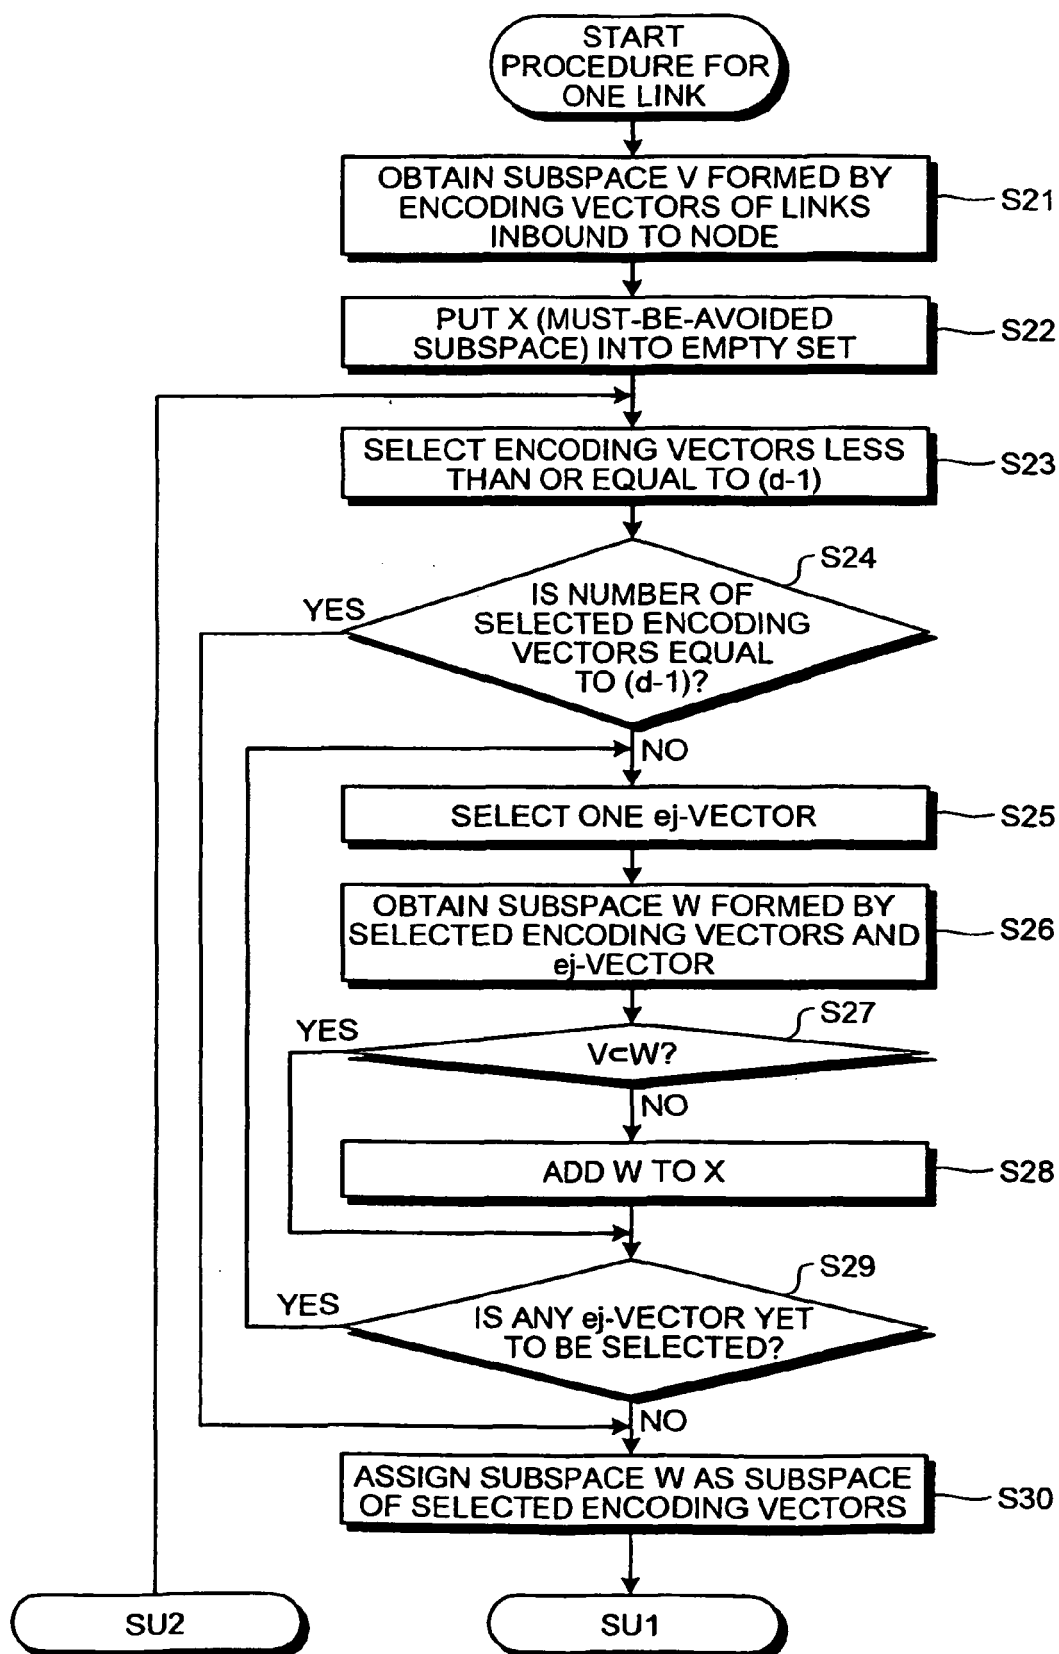 START
PROCEDURE FOR
ONE LINK
OBTAIN SUBSPACE V FORMED BY
ENCODING VECTORS OF LINKS
INBOUND TO NODE
S21
PUT X (MUST-BE-AVOIDED
SUBSPACE) INTO EMPTY SET
S22
SELECT ENCODING VECTORS LESS
THAN OR EQUAL TO (d-1)
S23
S24
YES
IS NUMBER OF
SELECTED ENCODING
VECTORS EQUAL
TO (d-1)?
NO
SELECT ONE ej-VECTOR
S25
OBTAIN SUBSPACE W FORMED BY
SELECTED ENCODING VECTORS AND
ej-VECTOR
S26
S27
YES
V⊂W?
NO
ADD W TO X
S28
S29
YES
IS ANY ej-VECTOR YET
TO BE SELECTED?
NO
ASSIGN SUBSPACE W AS SUBSPACE
OF SELECTED ENCODING VECTORS
S30
SU2
SU1